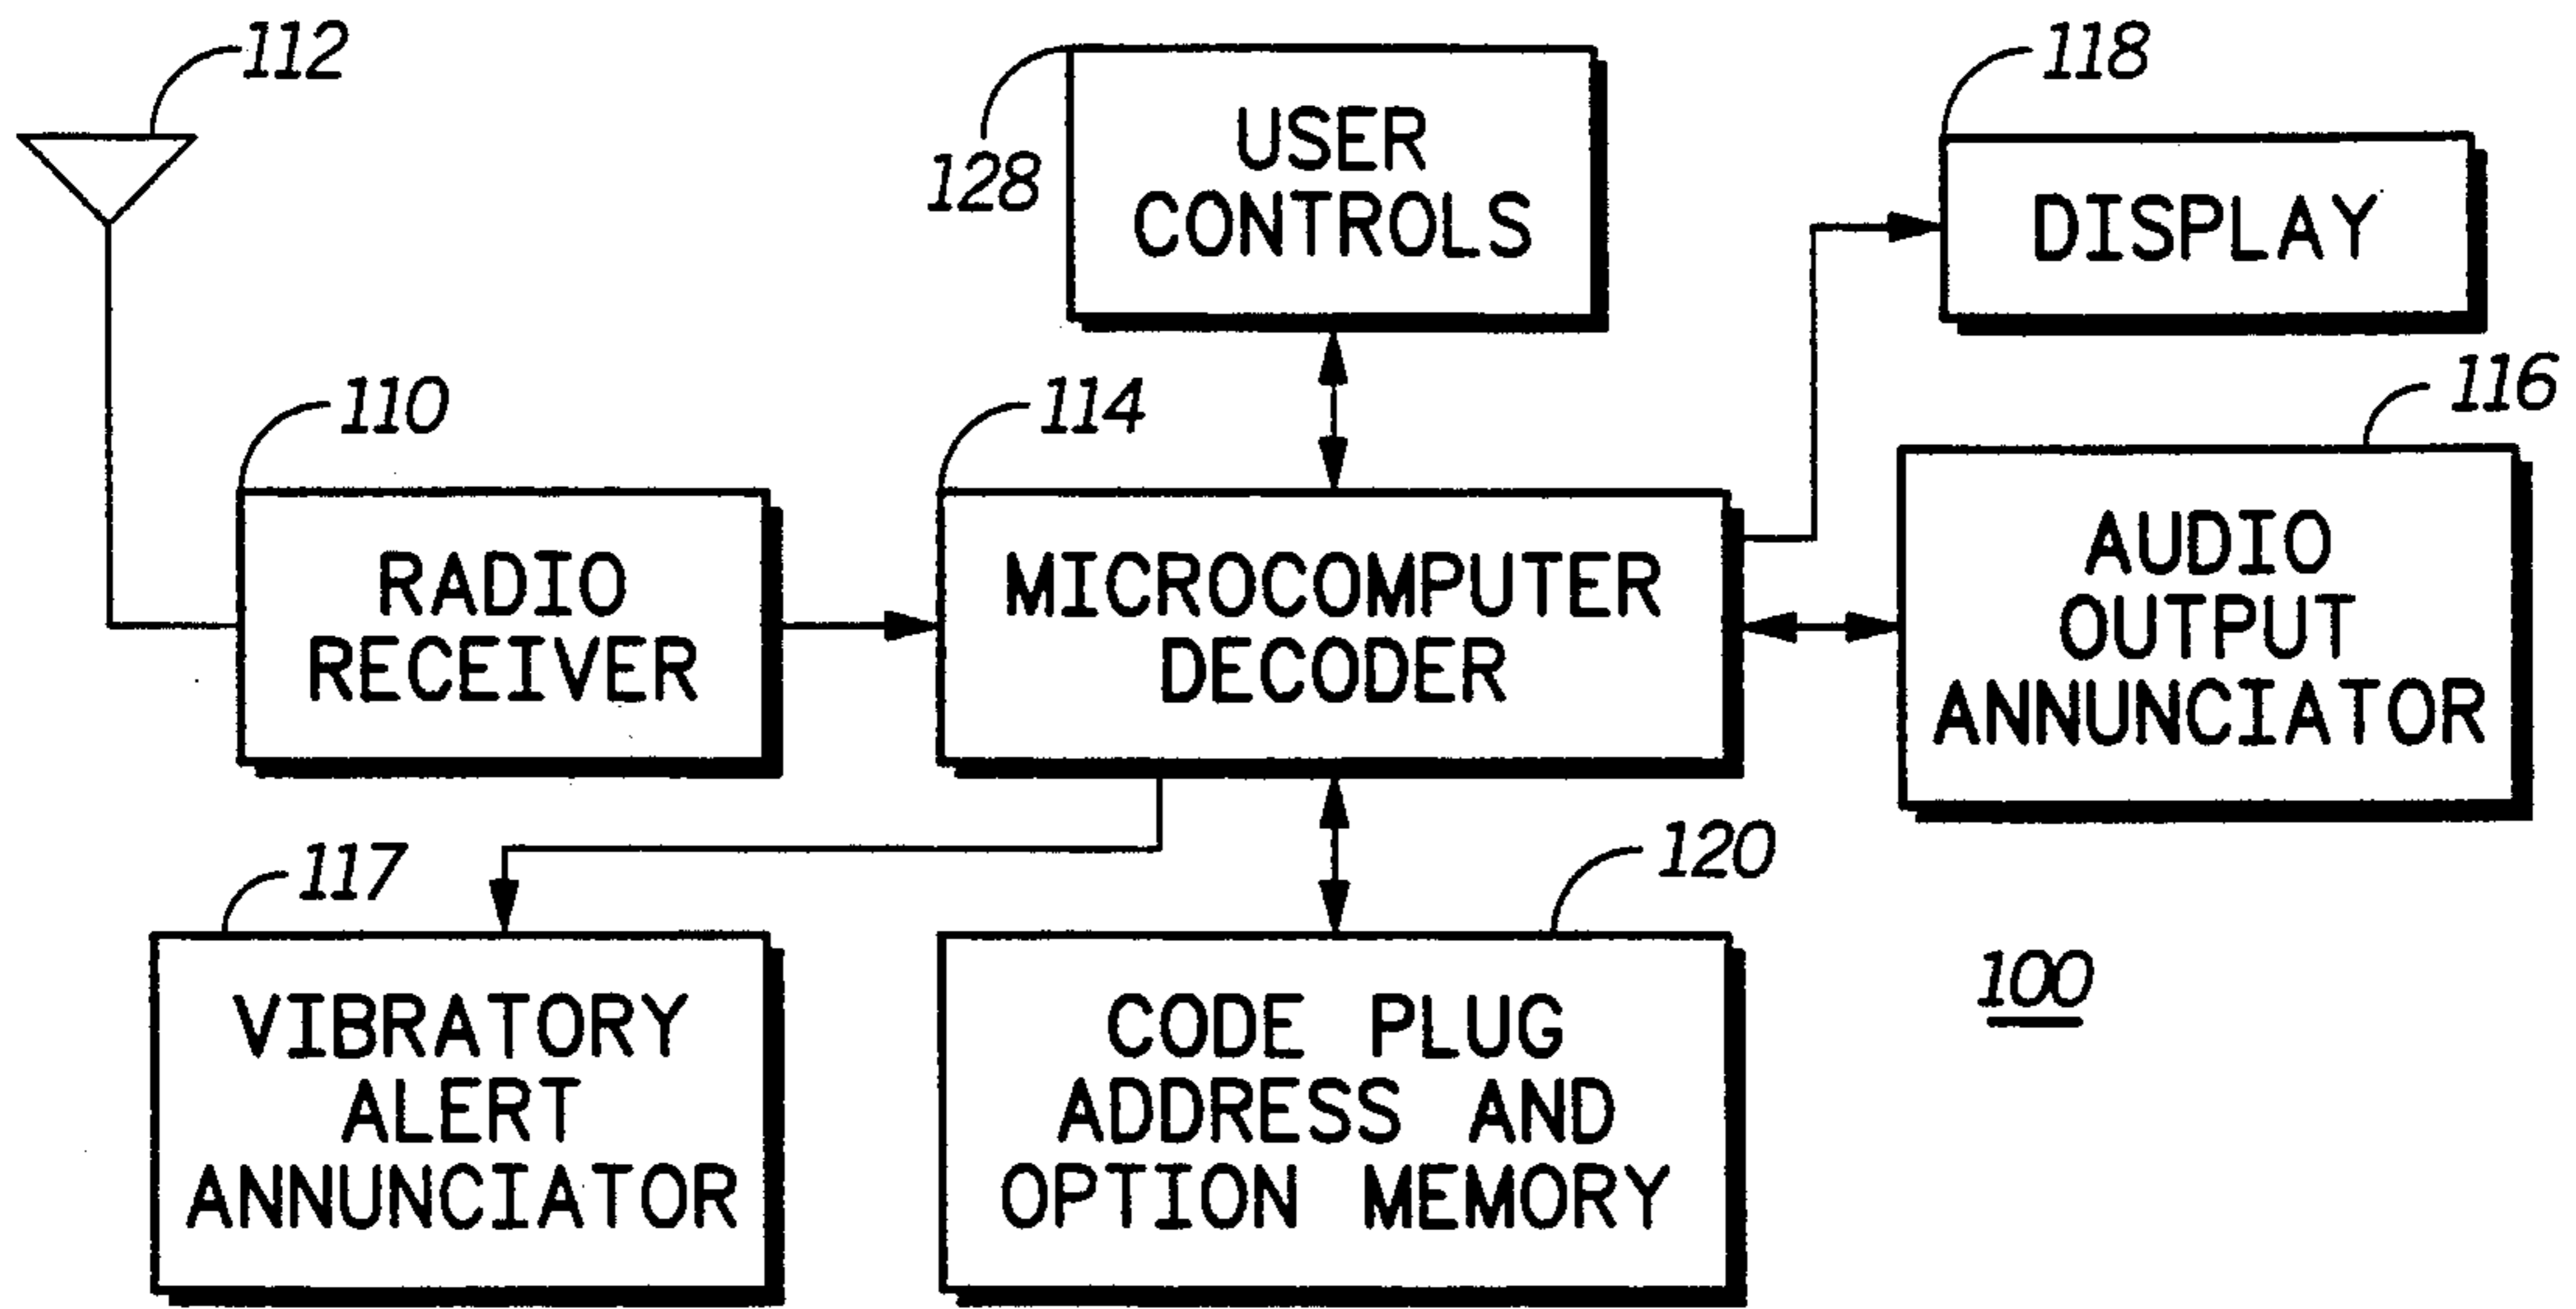 112
128
USER
CONTROLS
118
DISPLAY
110
RADIO
RECEIVER
114
MICROCOMPUTER
DECODER
116
AUDIO
OUTPUT
ANNUNCIATOR
117
VIBRATORY
ALERT
ANNUNCIATOR
120
CODE PLUG
ADDRESS AND
OPTION MEMORY
100